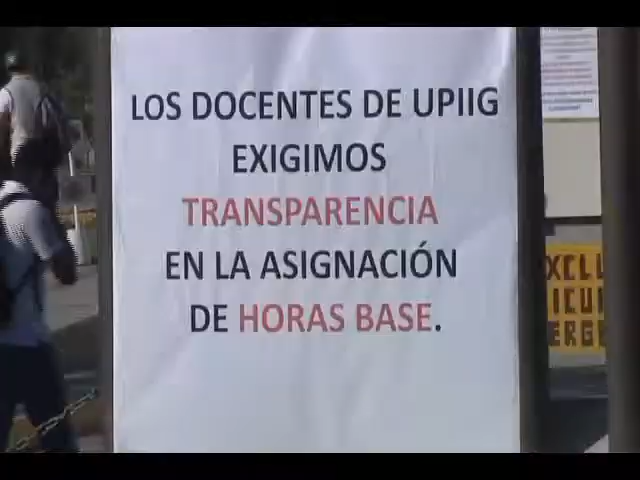 LOS DOCENTES DE UPIIG
EXIGIMOS
TRANSPARENCIA
EN LA ASIGNACIÓN
DE HORAS BASE.